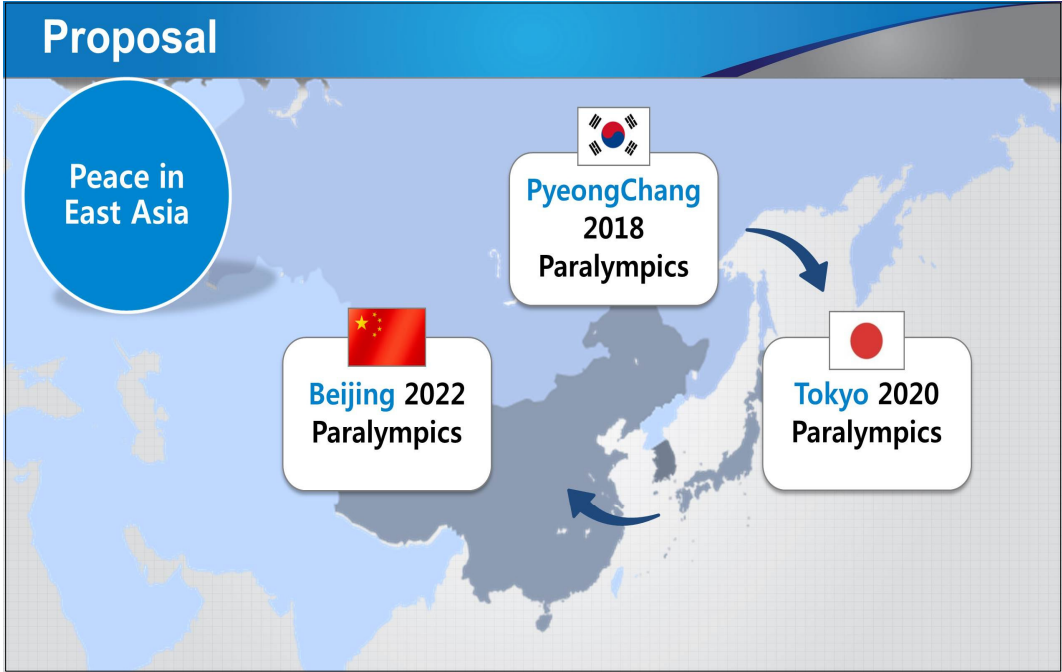 Proposal
Peace in
East Asia
PyeongChang
2018
Paralympics
Beijing 2022
Paralympics
Tokyo 2020
Paralympics